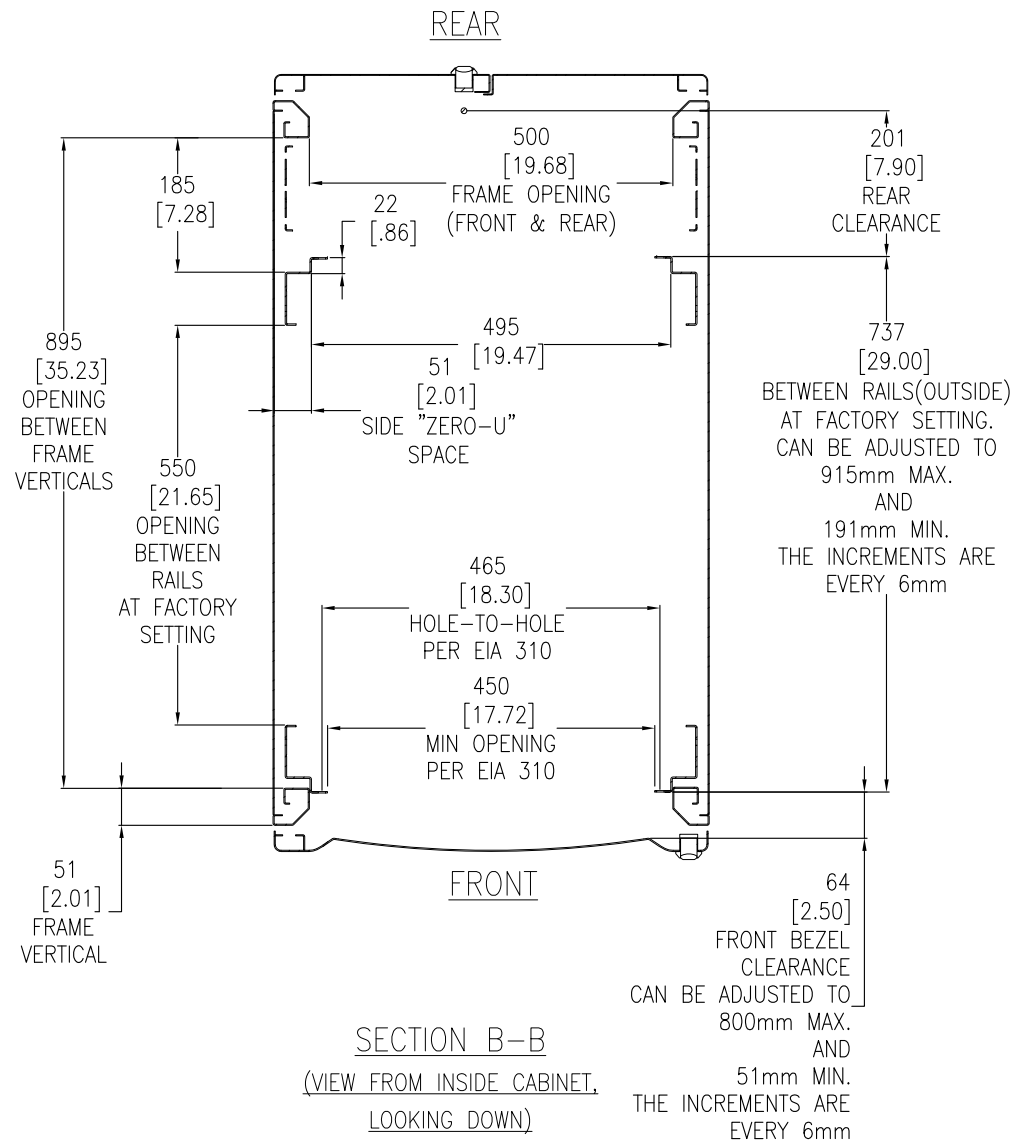 REAR
500
[19.68]
FRAME OPENING
(FRONT & REAR)
201
[7.90]
REAR
CLEARANCE
185
[7.28]
22
[.86]
895
[35.23]
OPENING
BETWEEN
FRAME
VERTICALS
495
[19.47]
51
[2.01]
SIDE "ZERO-U"
SPACE
737
[29.00]
BETWEEN RAILS(OUTSIDE)
AT FACTORY SETTING.
CAN BE ADJUSTED TO
915mm MAX.
AND
191mm MIN.
THE INCREMENTS ARE
EVERY 6mm
550
[21.65]
OPENING
BETWEEN
RAILS
AT FACTORY
SETTING
465
[18.30]
HOLE-TO-HOLE
PER EIA 310
450
[17.72]
MIN OPENING
PER EIA 310
51
[2.01]
FRAME
VERTICAL
FRONT
64
[2.50]
FRONT BEZEL
CLEARANCE
CAN BE ADJUSTED TO
800mm MAX.
AND
51mm MIN.
THE INCREMENTS ARE
EVERY 6mm
SECTION B-B
(VIEW FROM INSIDE CABINET,
LOOKING DOWN)